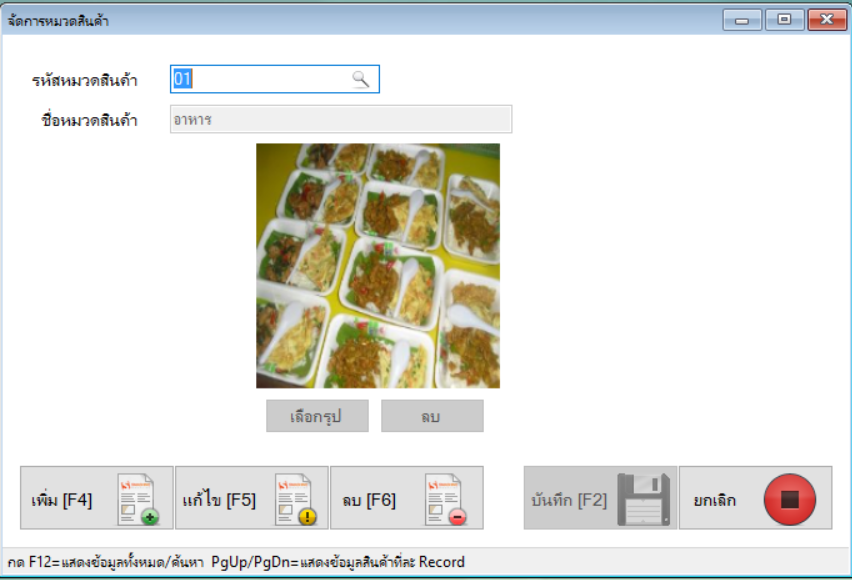 จัดการหมวดสินค้า
รหัสหมวดสินค้า 01
ชื่อหมวดสินค้า อาหาร
เลือกรูป ลบ
เพิ่ม [F4] แก้ไข [F5] ลบ [F6] บันทึก [F2] ยกเลิก
กด F12=แสดงข้อมูลทั้งหมด/ค้นหา PgUp/PgDn=แสดงข้อมูลสินค้าทีละ Record